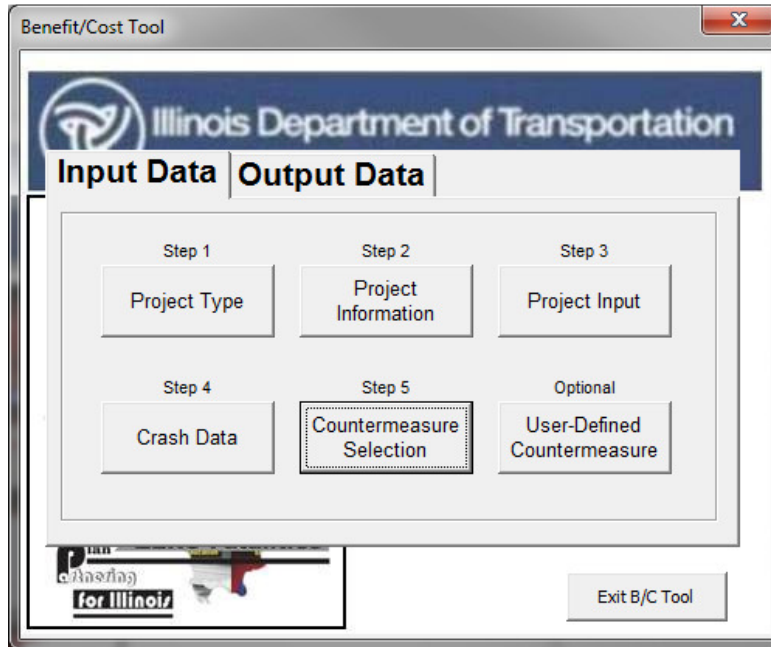 Benefit/Cost Tool
x
Illinois Department of Transportation
Input Data Output Data
Step 1 Step 2 Step 3
Project Type
Project
Information
Project Input
Step 4 Step 5 Optional
Crash Data
Countermeasure
Selection
User-Defined
Countermeasure
Plan
for Illinois
Exit B/C Tool